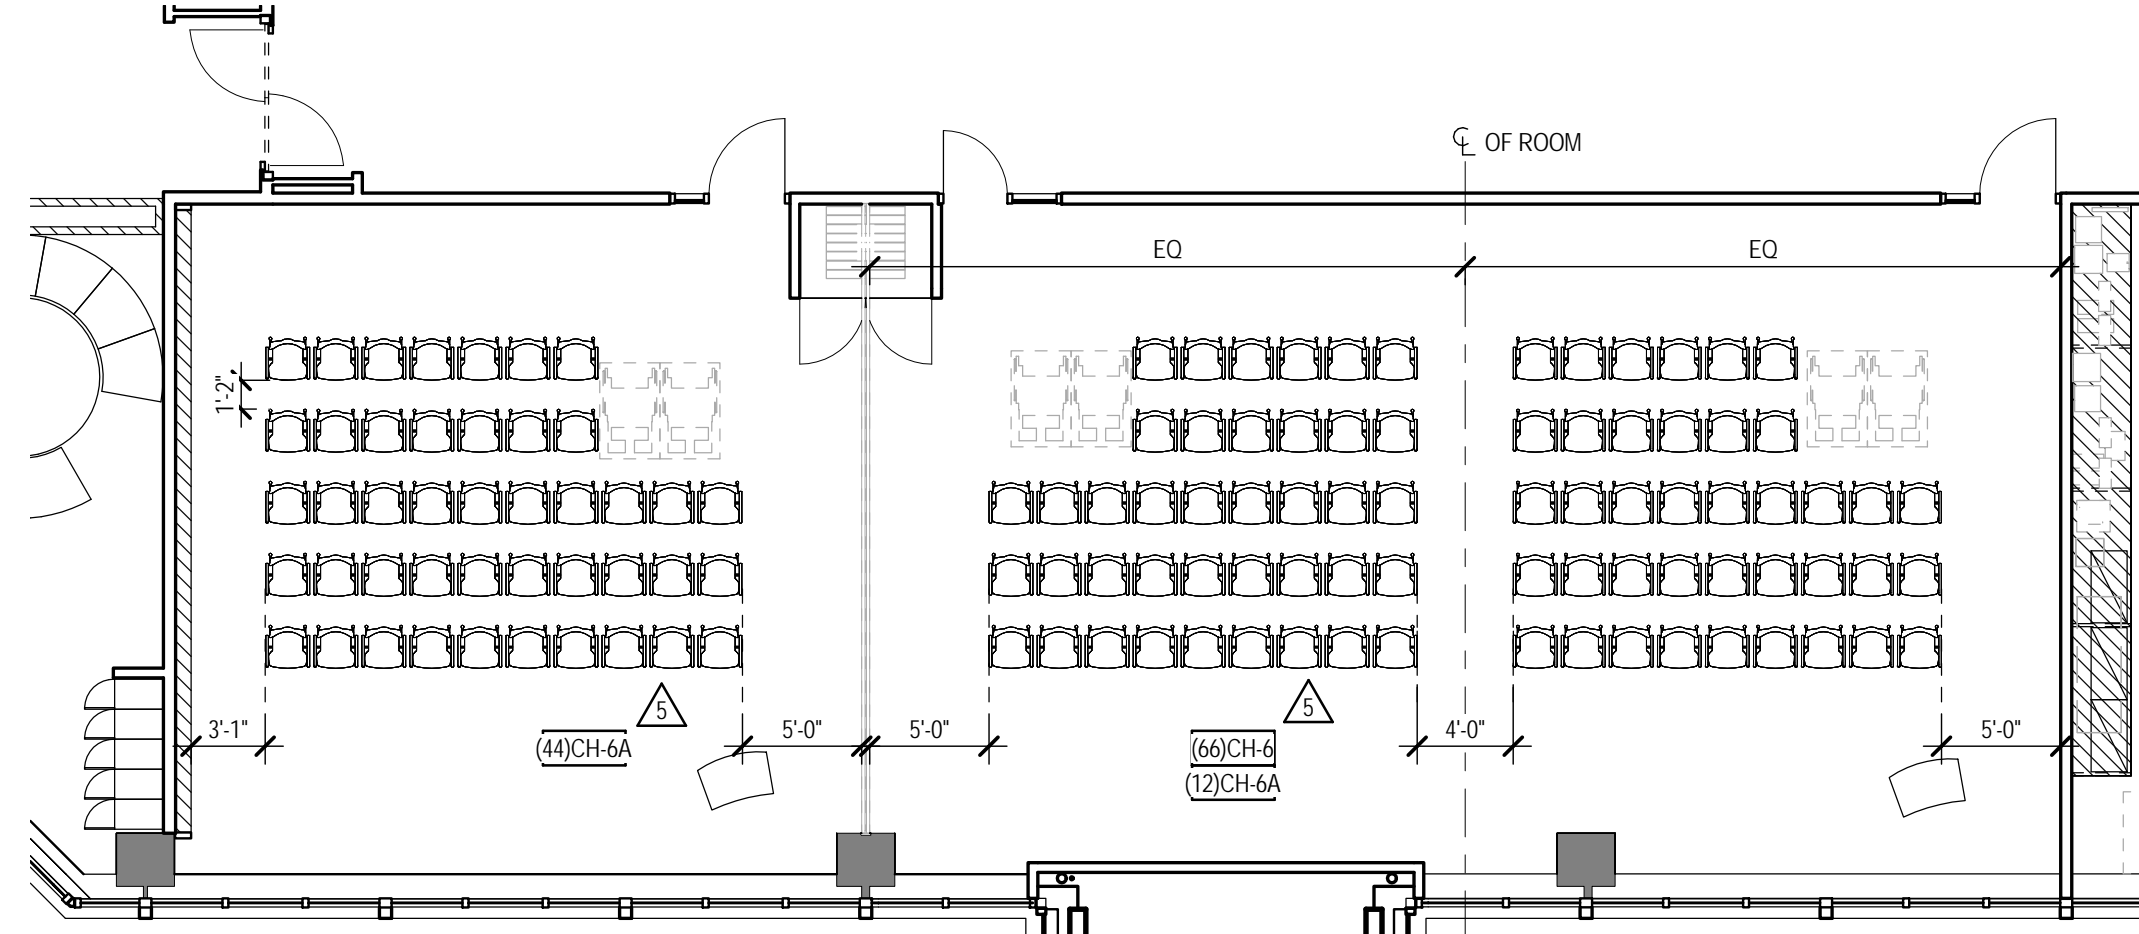 ℄ OF ROOM
EQ
EQ
1'-2"
5
5
3'-1"
(44)CH-6A
5'-0"
5'-0"
(66)CH-6
(12)CH-6A
4'-0"
5'-0"